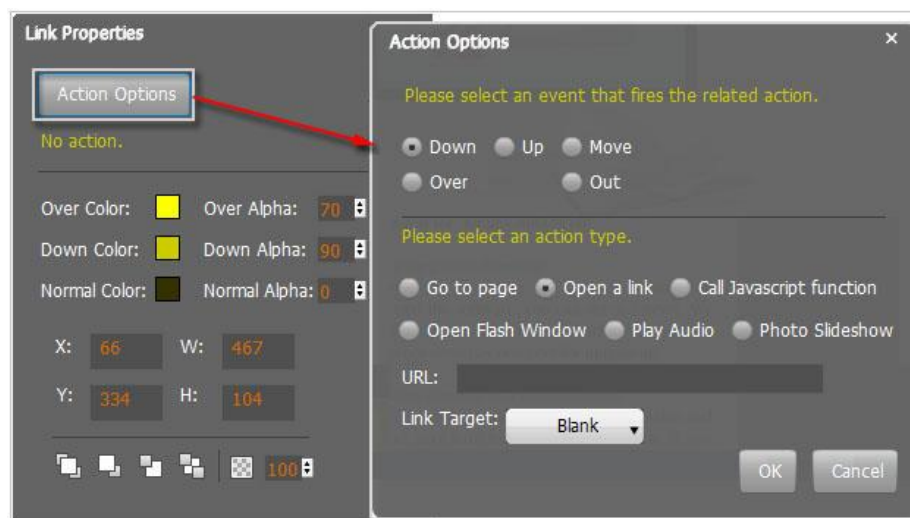 Link Properties
Action Options
No action.
Over Color: Over Alpha: 70
Down Color: Down Alpha: 90
Normal Color: Normal Alpha: 0
X: 66 W: 467
Y: 334 H: 104
100
Action Options ×
Please select an event that fires the related action.
Down Up Move
Over Out
Please select an action type.
Go to page Open a link Call Javascript function
Open Flash Window Play Audio Photo Slideshow
URL:
Link Target: Blank
OK Cancel